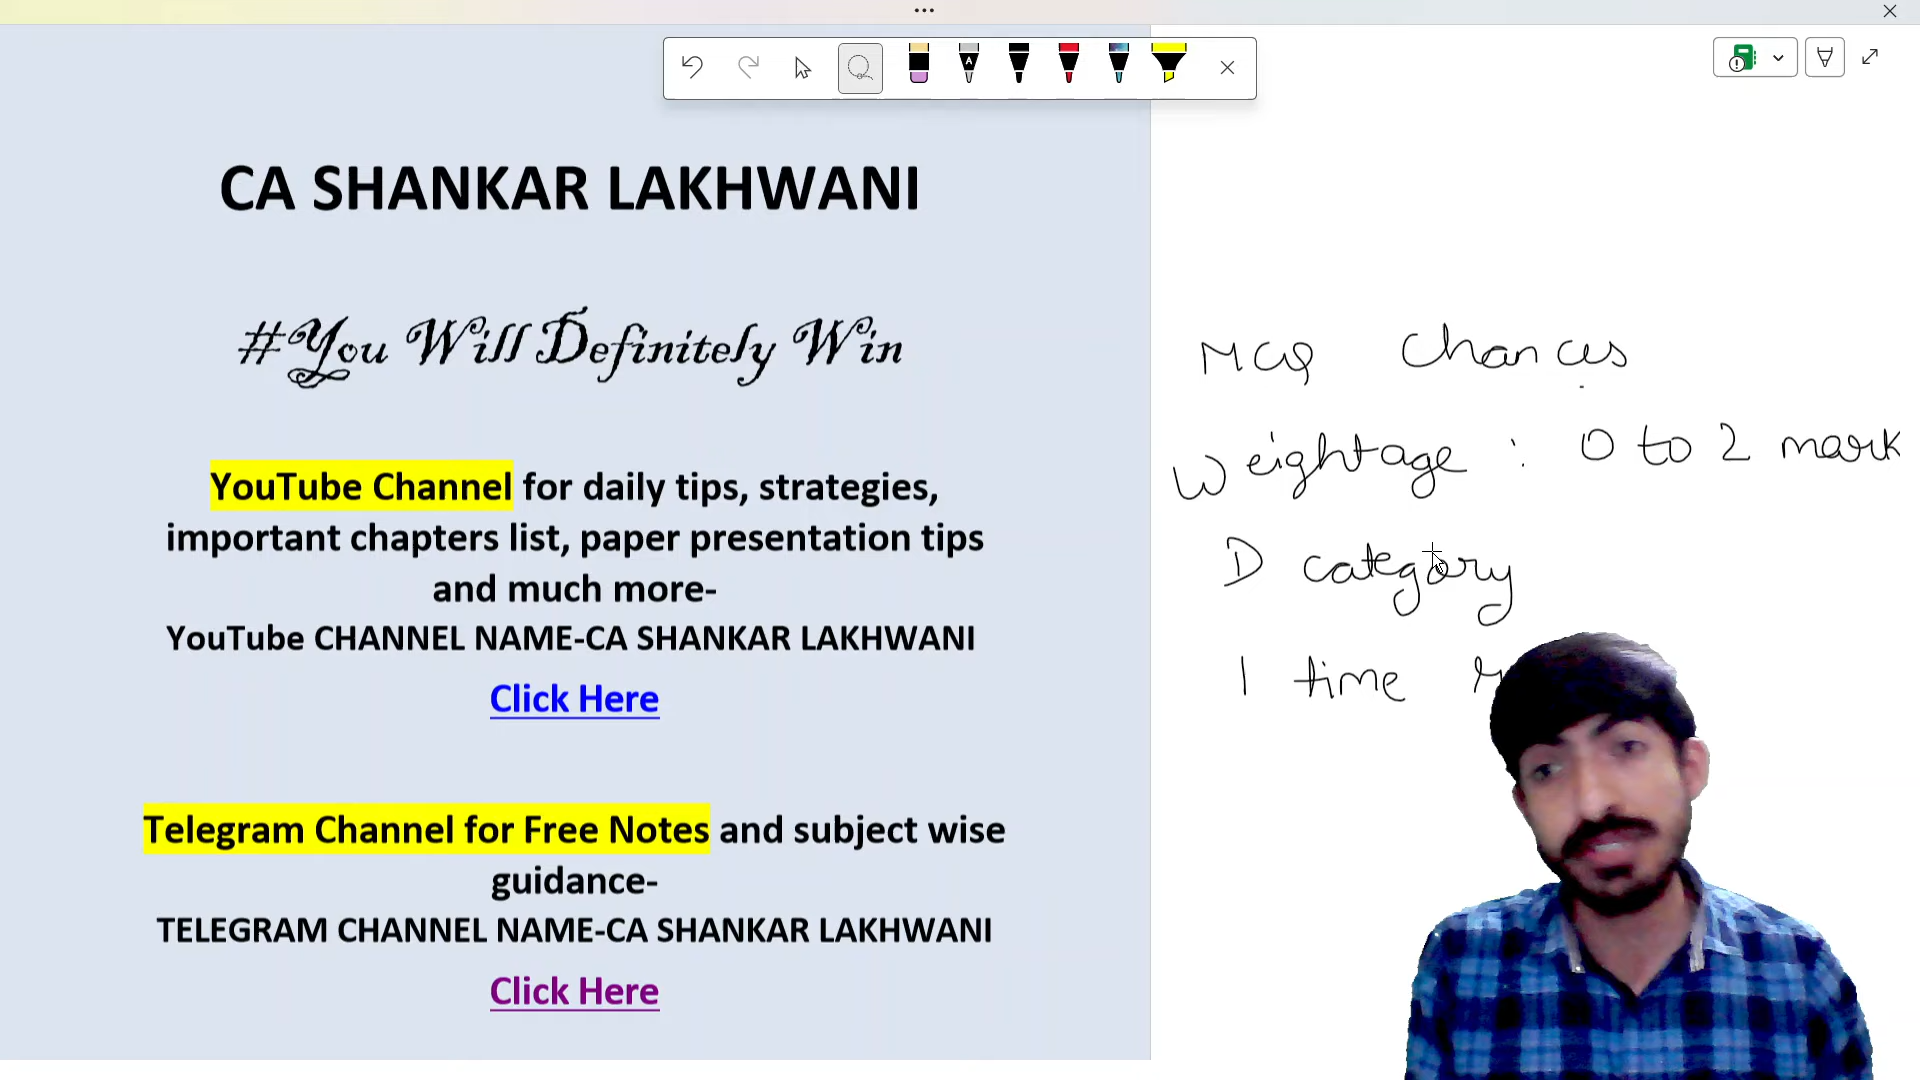 CA SHANKAR LAKHWANI
#You Will Definitely Win
YouTube Channel for daily tips, strategies,
important chapters list, paper presentation tips
and much more-
YouTube CHANNEL NAME-CA SHANKAR LAKHWANI
Click Here
Telegram Channel for Free Notes and subject wise
guidance-
TELEGRAM CHANNEL NAME-CA SHANKAR LAKHWANI
Click Here
MCQ Chances
Weightage : 0 to 2 mark
D category
1 time